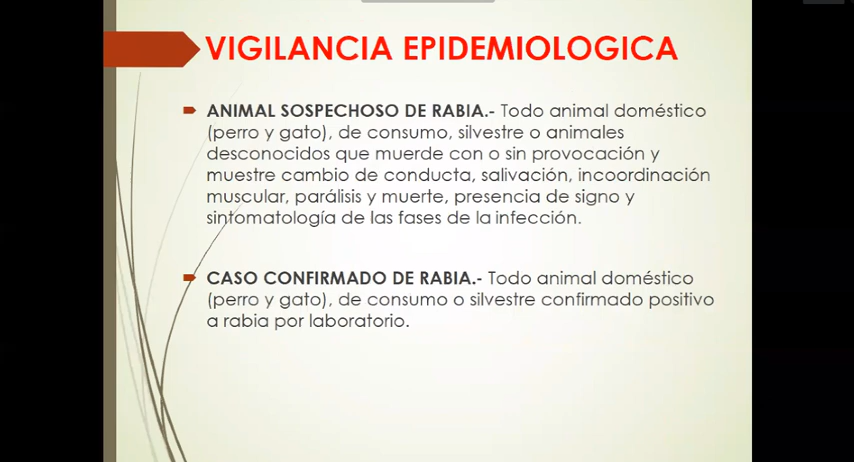 VIGILANCIA EPIDEMIOLOGICA
ANIMAL SOSPECHOSO DE RABIA.- Todo animal doméstico
(perro y gato), de consumo, silvestre o animales
desconocidos que muerde con o sin provocación y
muestre cambio de conducta, salivación, incoordinación
muscular, parálisis y muerte, presencia de signo y
sintomatología de las fases de la infección.
CASO CONFIRMADO DE RABIA.- Todo animal doméstico
(perro y gato), de consumo o silvestre confirmado positivo
a rabia por laboratorio.